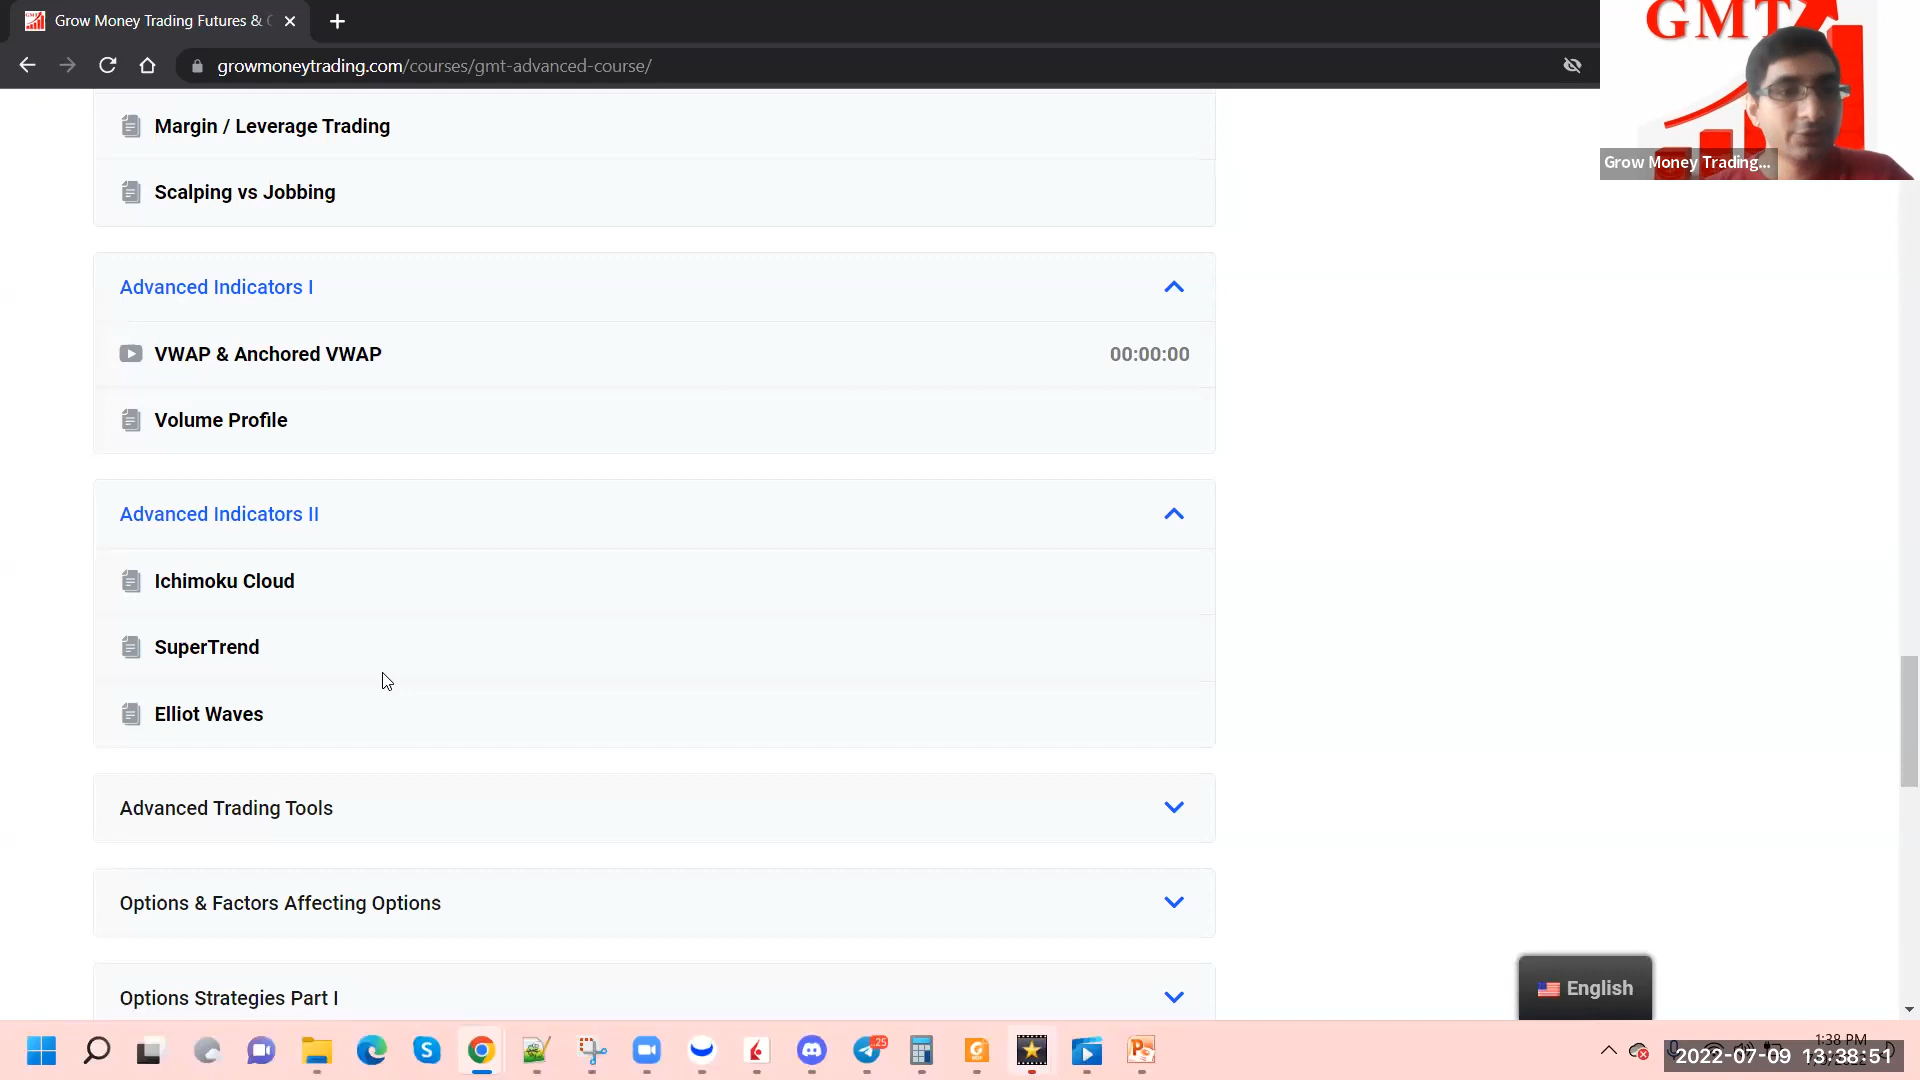 Grow Money Trading Futures &
GMT
growmoneytrading.com/courses/gmt-advanced-course/
Margin / Leverage Trading
Grow Money Trading...
Scalping vs Jobbing
Advanced Indicators I
VWAP & Anchored VWAP
00:00:00
Volume Profile
Advanced Indicators II
Ichimoku Cloud
SuperTrend
Elliot Waves
Advanced Trading Tools
Options & Factors Affecting Options
Options Strategies Part I
English
25
1:38 PM
2022-07-09 13:38:51